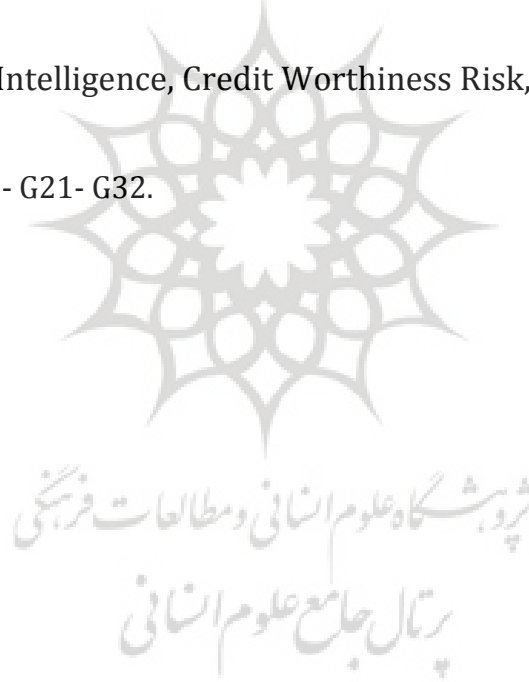 Intelligence, Credit Worthiness Risk,
- G21- G32.
پژوهشگاه علوم انسانی و مطالعات فرهنگی
پرتال جامع علوم انسانی